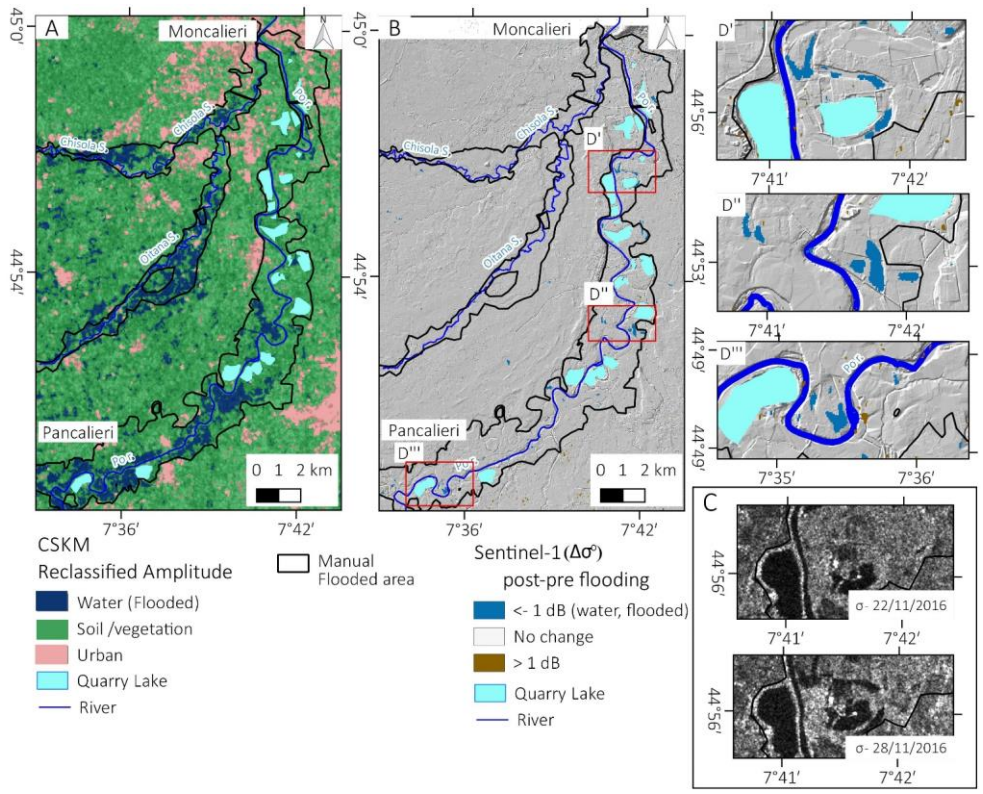 A
Moncalieri
N
45°0'
Chisola S.
Chisola S.
Po r.
Oitana S.
44°54'
Pancalieri
Po r.
0 1 2 km
7°36'
7°42'
B
Moncalieri
N
Chisola S.
Chisola S.
Po r.
D'
Oitana S.
D''
Pancalieri
D'''
Po r.
0 1 2 km
7°36'
7°42'
45°0'
44°54'
D'
44°56'
7°41'
7°42'
D''
44°53'
7°41'
7°42'
D'''
Po r.
44°49'
44°49'
7°35'
7°36'
CSKM
Reclassified Amplitude
Water (Flooded)
Soil /vegetation
Urban
Quarry Lake
River
Manual
Flooded area
Sentinel-1 (Δσ°)
post-pre flooding
<- 1 dB (water, flooded)
No change
> 1 dB
Quarry Lake
River
C
44°56'
σ- 22/11/2016
7°41'
7°42'
44°56'
σ- 28/11/2016
7°41'
7°42'